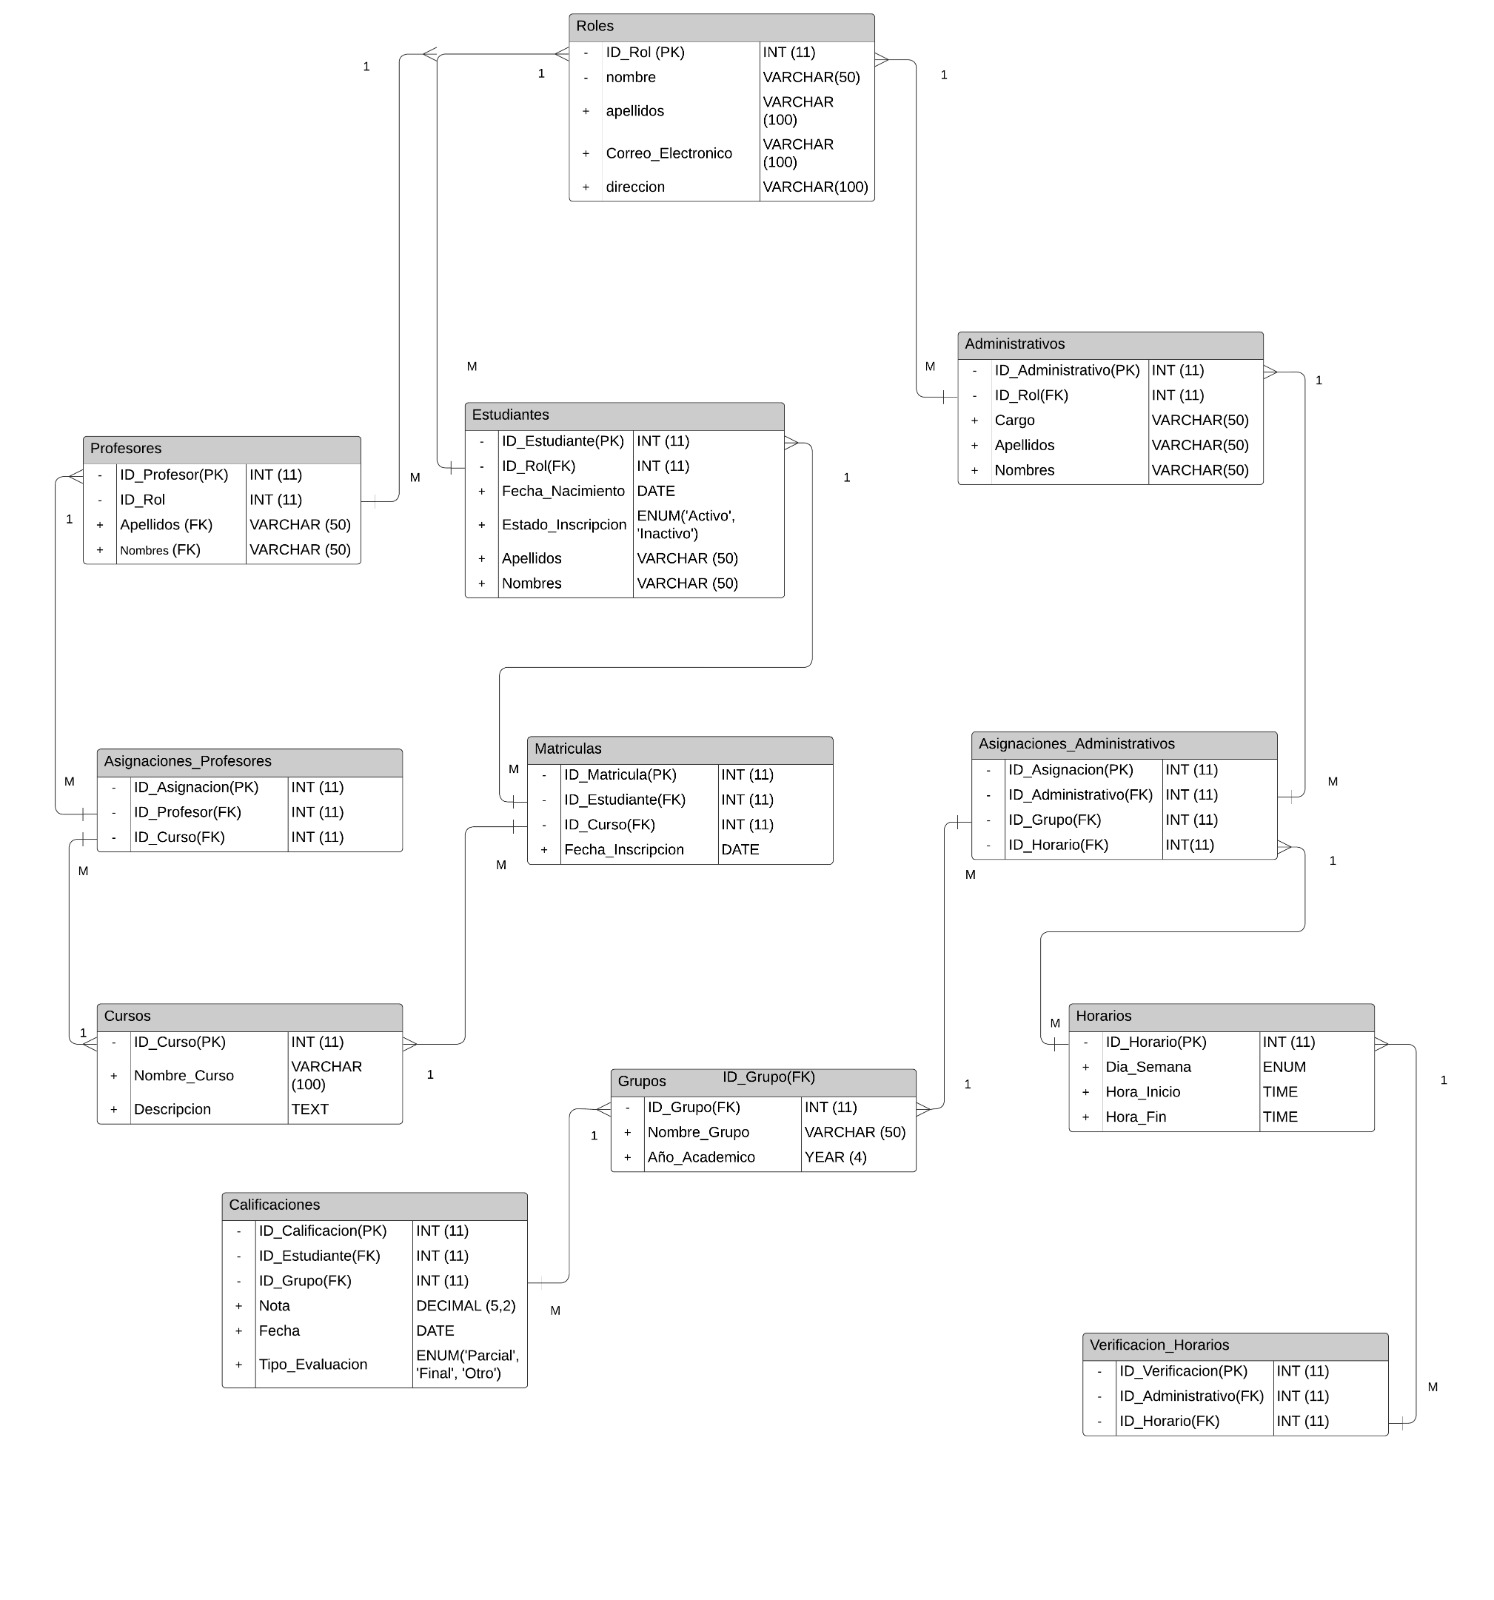 Roles
- ID_Rol (PK) INT (11)
- nombre VARCHAR(50)
+ apellidos VARCHAR
(100)
+ Correo_Electronico VARCHAR
(100)
+ direccion VARCHAR(100)
1
1
1
M
M
M
Administrativos
- ID_Administrativo(PK) INT (11)
- ID_Rol(FK) INT (11)
+ Cargo VARCHAR(50)
+ Apellidos VARCHAR(50)
+ Nombres VARCHAR(50)
1
Estudiantes
- ID_Estudiante(PK) INT (11)
- ID_Rol(FK) INT (11)
+ Fecha_Nacimiento DATE
+ Estado_Inscripcion ENUM('Activo',
'Inactivo')
+ Apellidos VARCHAR (50)
+ Nombres VARCHAR (50)
1
Profesores
- ID_Profesor(PK) INT (11)
- ID_Rol INT (11)
+ Apellidos (FK) VARCHAR (50)
+ Nombres (FK) VARCHAR (50)
1
M
Asignaciones_Profesores
- ID_Asignacion(PK) INT (11)
- ID_Profesor(FK) INT (11)
- ID_Curso(FK) INT (11)
M
M
Matriculas
- ID_Matricula(PK) INT (11)
- ID_Estudiante(FK) INT (11)
- ID_Curso(FK) INT (11)
+ Fecha_Inscripcion DATE
M
Asignaciones_Administrativos
- ID_Asignacion(PK) INT (11)
- ID_Administrativo(FK) INT (11)
- ID_Grupo(FK) INT (11)
- ID_Horario(FK) INT(11)
M
1
M
Cursos
- ID_Curso(PK) INT (11)
+ Nombre_Curso VARCHAR
(100)
+ Descripcion TEXT
1
1
Grupos ID_Grupo(FK)
- ID_Grupo(FK) INT (11)
+ Nombre_Grupo VARCHAR (50)
+ Año_Academico YEAR (4)
1
1
M
Horarios
- ID_Horario(PK) INT (11)
+ Dia_Semana ENUM
+ Hora_Inicio TIME
+ Hora_Fin TIME
1
Calificaciones
- ID_Calificacion(PK) INT (11)
- ID_Estudiante(FK) INT (11)
- ID_Grupo(FK) INT (11)
+ Nota DECIMAL (5,2)
+ Fecha DATE
+ Tipo_Evaluacion ENUM('Parcial',
'Final', 'Otro')
M
Verificacion_Horarios
- ID_Verificacion(PK) INT (11)
- ID_Administrativo(FK) INT (11)
- ID_Horario(FK) INT (11)
M